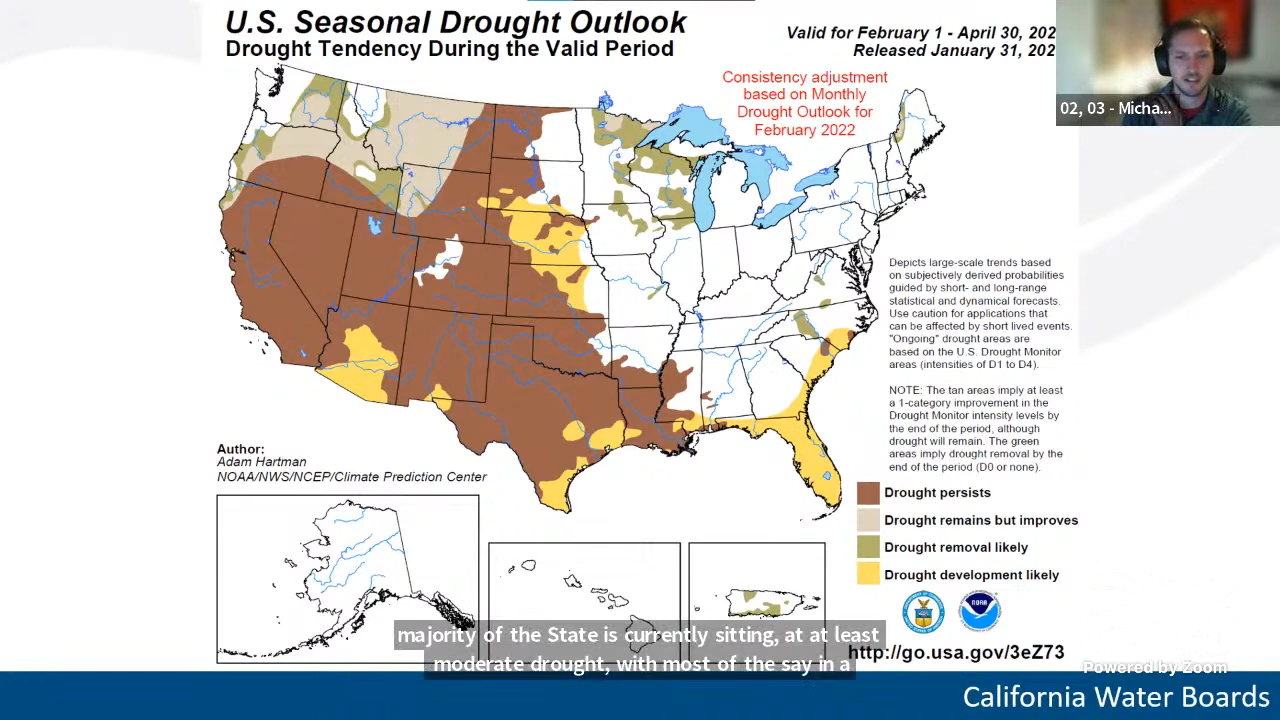 U.S. Seasonal Drought Outlook
Drought Tendency During the Valid Period
Valid for February 1 - April 30, 202
Released January 31, 202
Consistency adjustment
based on Monthly
Drought Outlook for
February 2022
02, 03 - Micha...
Depicts large-scale trends based
on subjectively derived probabilities
guided by short- and long-range
statistical and dynamical forecasts.
Use caution for applications that
can be affected by short lived events.
"Ongoing" drought areas are
based on the U.S. Drought Monitor
areas (intensities of D1 to D4).
NOTE: The tan areas imply at least
a 1-category improvement in the
Drought Monitor intensity levels by
the end of the period, although
drought will remain. The green
areas imply drought removal by the
end of the period (D0 or none).
Author:
Adam Hartman
NOAA/NWS/NCEP/Climate Prediction Center
Drought persists
Drought remains but improves
Drought removal likely
Drought development likely
NOAA
http://go.usa.gov/3eZ73
majority of the State is currently sitting, at at least
moderate drought, with most of the say in a
Powered by Zoom
California Water Boards